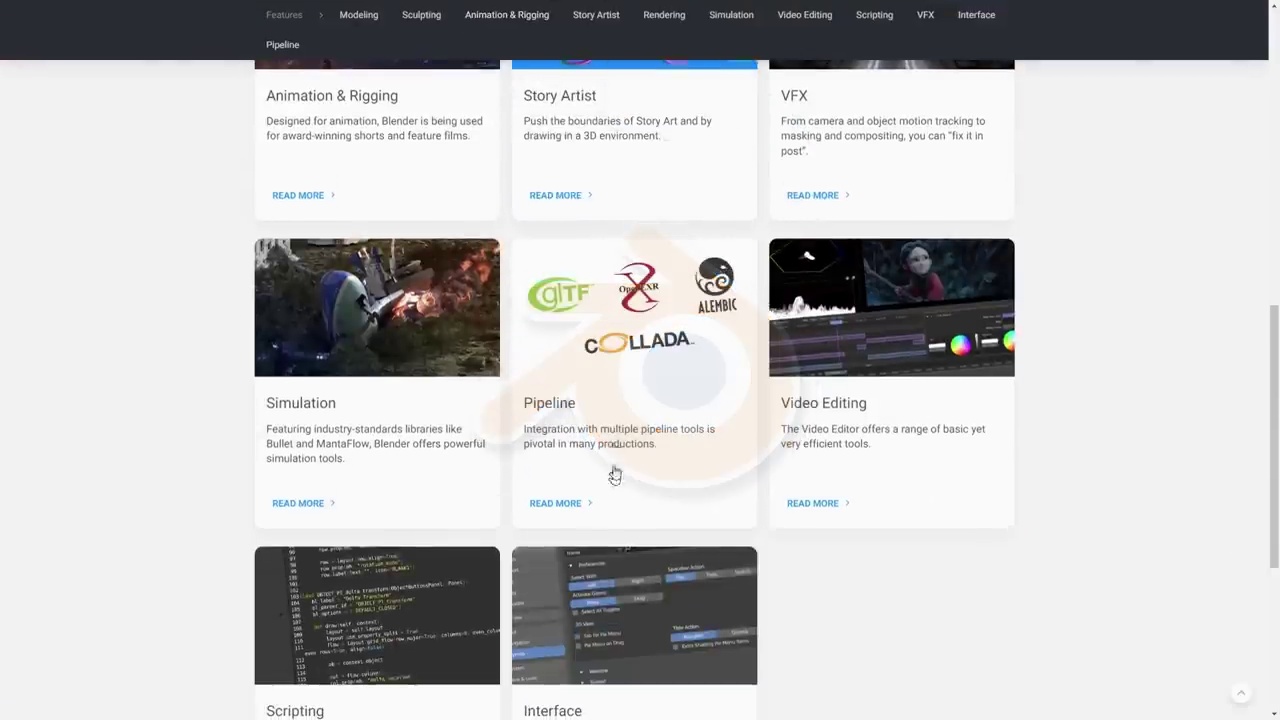 Features
Modeling
Sculpting
Animation & Rigging
Story Artist
Rendering
Simulation
Video Editing
Scripting
VFX
Interface
Pipeline
Animation & Rigging
Designed for animation, Blender is being used
for award-winning shorts and feature films.
READ MORE
Story Artist
Push the boundaries of Story Art and by
drawing in a 3D environment.
READ MORE
VFX
From camera and object motion tracking to
masking and compositing, you can "fix it in
post".
READ MORE
Simulation
Featuring industry-standards libraries like
Bullet and MantaFlow, Blender offers powerful
simulation tools.
READ MORE
glTF
OpenEXR
ALEMBIC
COLLADA
Pipeline
Integration with multiple pipeline tools is
pivotal in many productions.
READ MORE
Video Editing
The Video Editor offers a range of basic yet
very efficient tools.
READ MORE
Scripting
Preferences
Interface